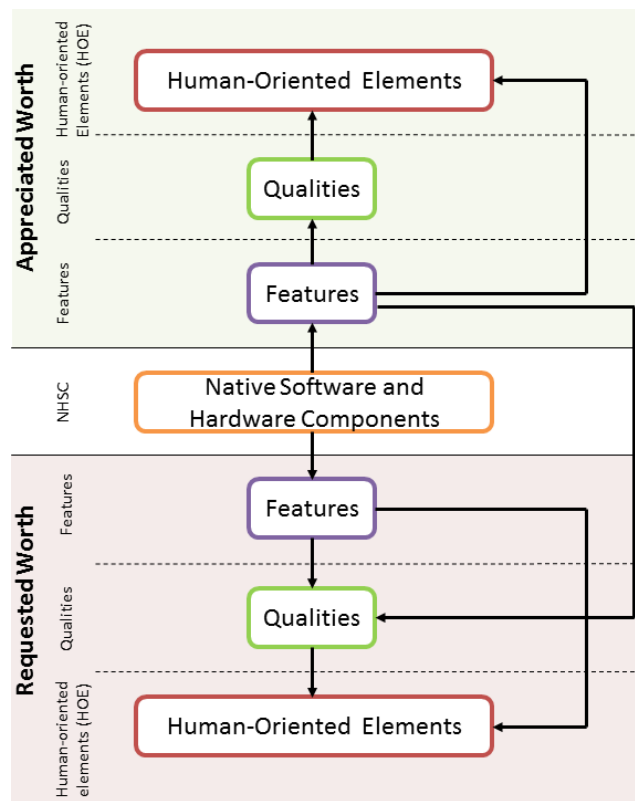 Appreciated Worth
Human-oriented
Elements (HOE)
Human-Oriented Elements
Qualities
Qualities
Features
Features
NHSC
Native Software and
Hardware Components
Requested Worth
Features
Features
Qualities
Qualities
Human-oriented
elements (HOE)
Human-Oriented Elements